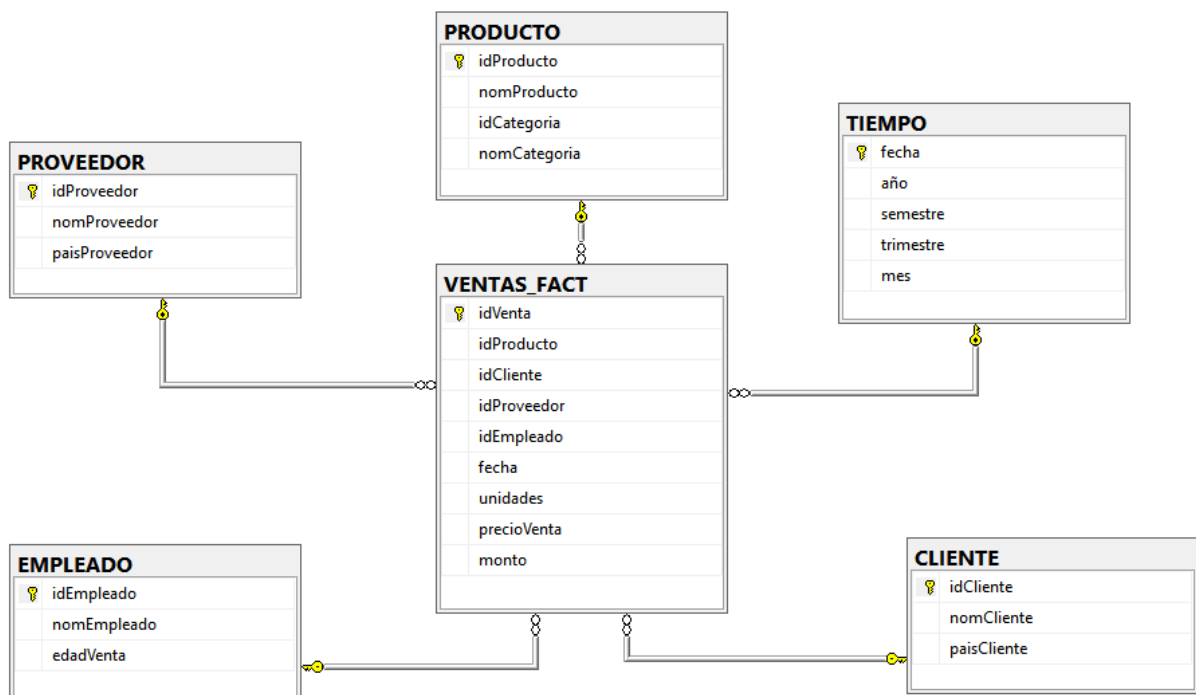 PRODUCTO
idProducto
nomProducto
idCategoria
nomCategoria
TIEMPO
fecha
año
semestre
trimestre
mes
PROVEEDOR
idProveedor
nomProveedor
paisProveedor
VENTAS_FACT
idVenta
idProducto
idCliente
idProveedor
idEmpleado
fecha
unidades
precioVenta
monto
EMPLEADO
idEmpleado
nomEmpleado
edadVenta
CLIENTE
idCliente
nomCliente
paisCliente